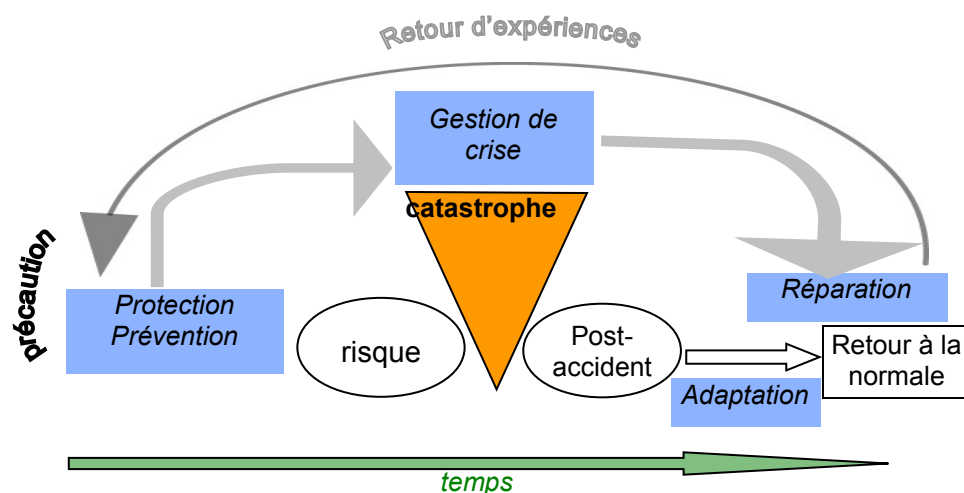 Retour d'expériences
Gestion de
crise
catastrophe
précaution
Protection
Prévention
risque
Post-
accident
Réparation
Retour à la
normale
Adaptation
temps